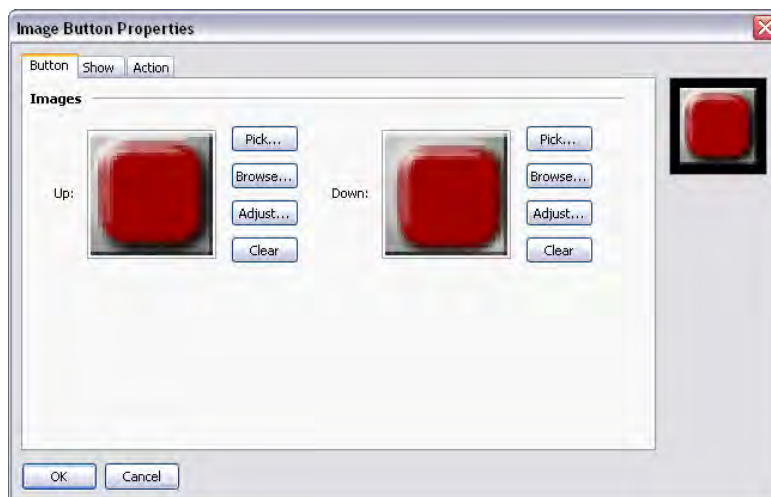 Image Button Properties
Button Show Action
Images
Up:
Pick...
Browse...
Adjust...
Clear
Down:
Pick...
Browse...
Adjust...
Clear
OK Cancel